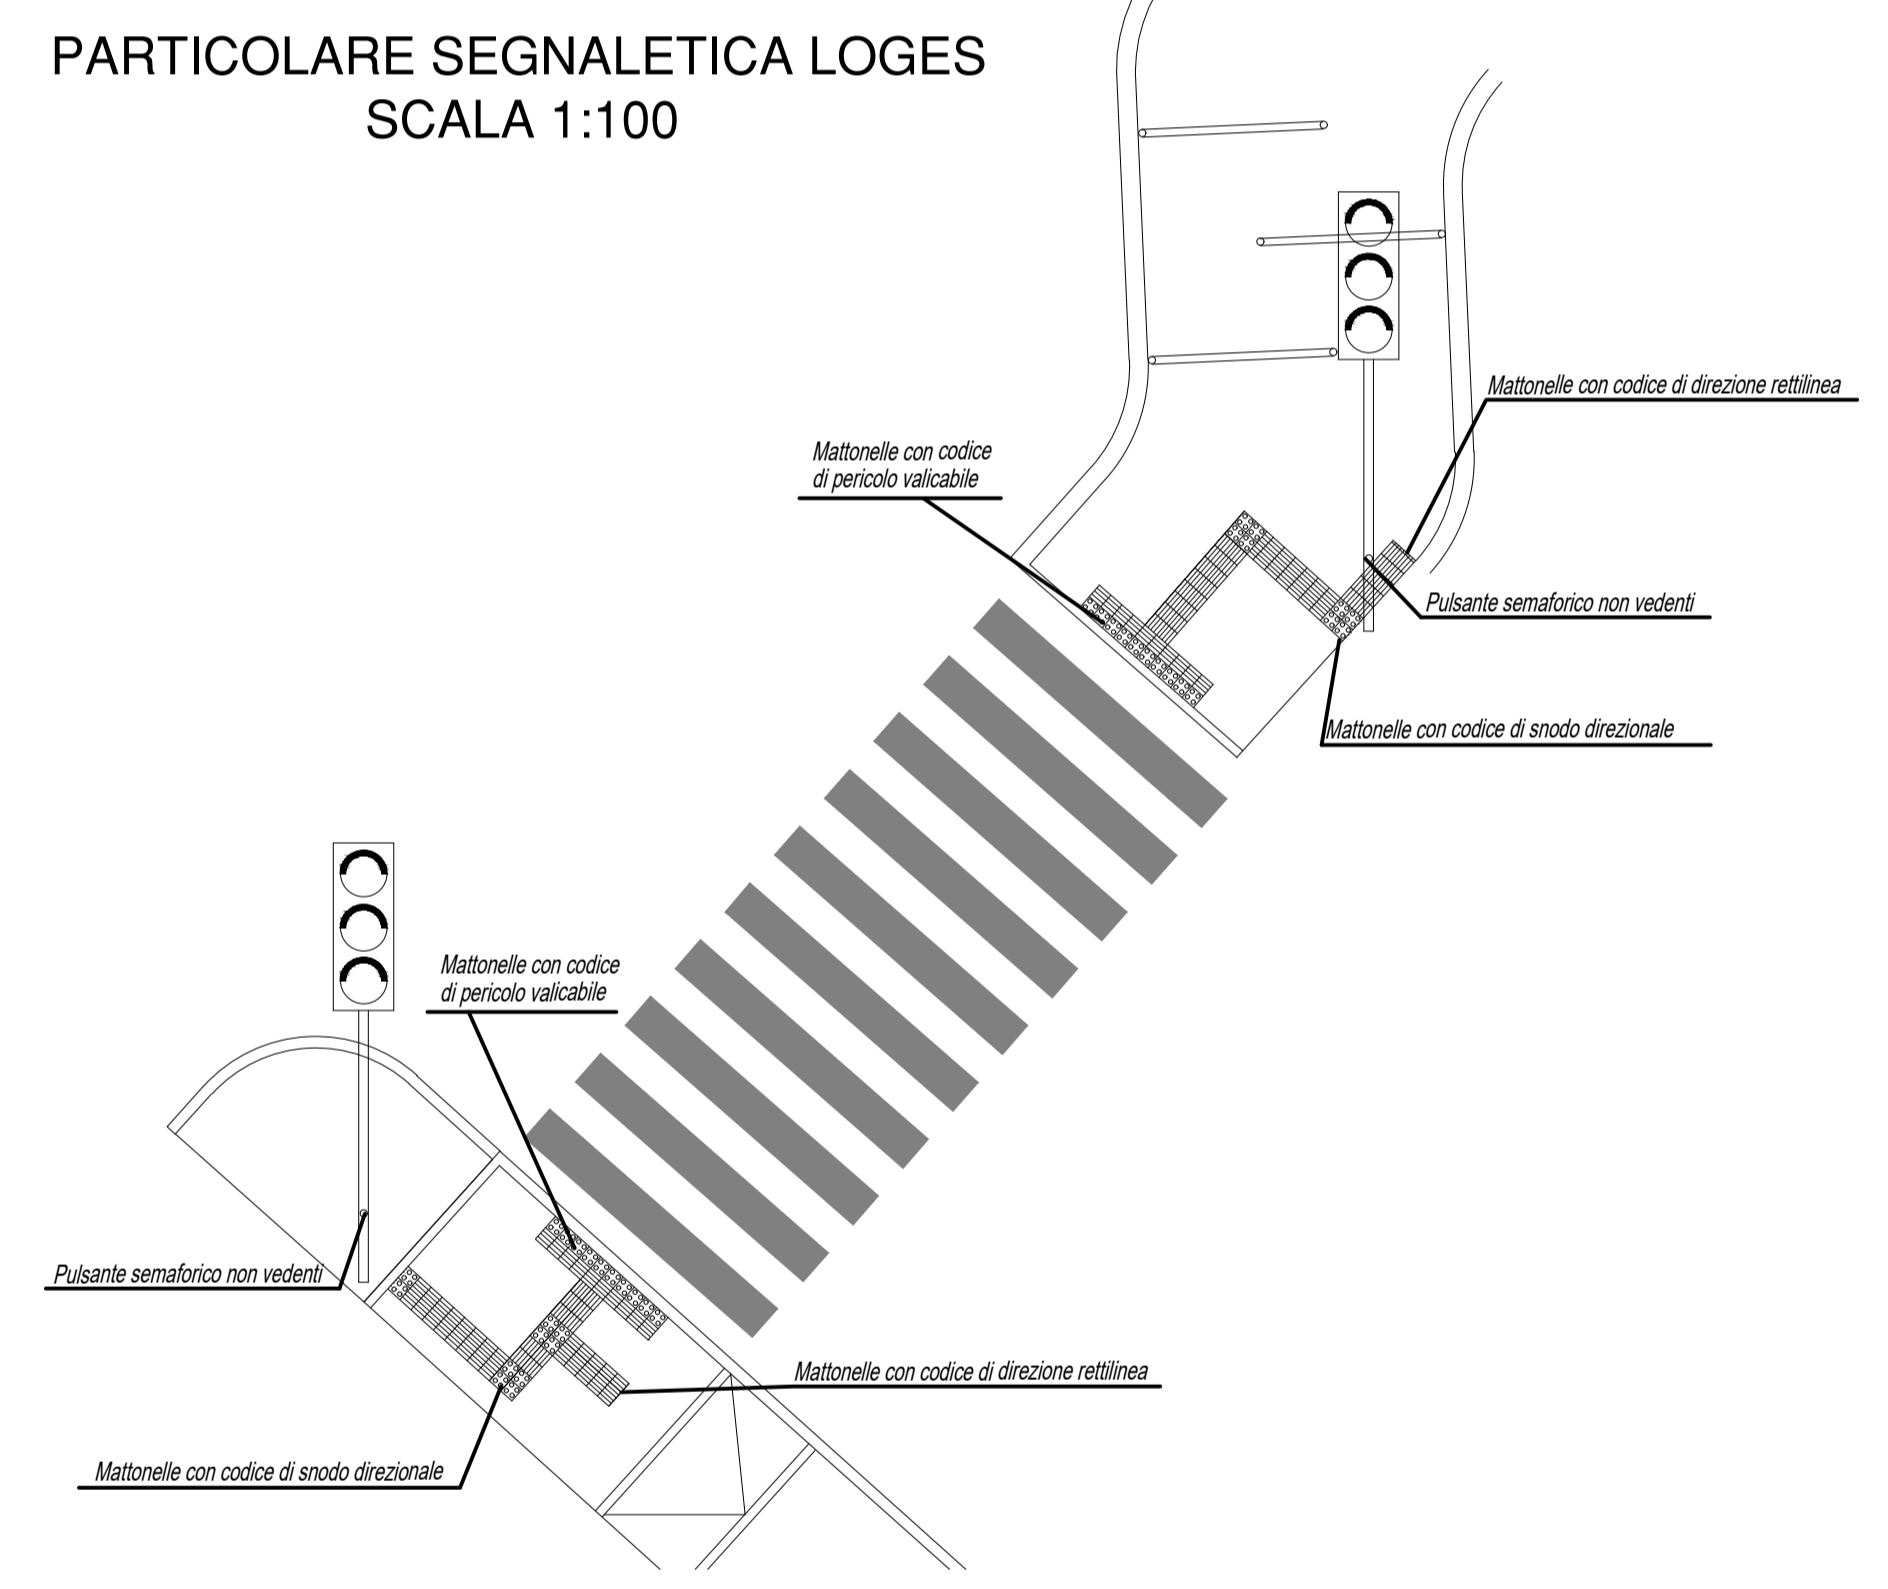 PARTICOLARE SEGNALETICA LOGES
SCALA 1:100
Mattonelle con codice di direzione rettilinea
Mattonelle con codice
di pericolo valicabile
Pulsante semaforico non vedenti
Mattonelle con codice di snodo direzionale
Mattonelle con codice
di pericolo valicabile
Pulsante semaforico non vedenti
Mattonelle con codice di direzione rettilinea
Mattonelle con codice di snodo direzionale